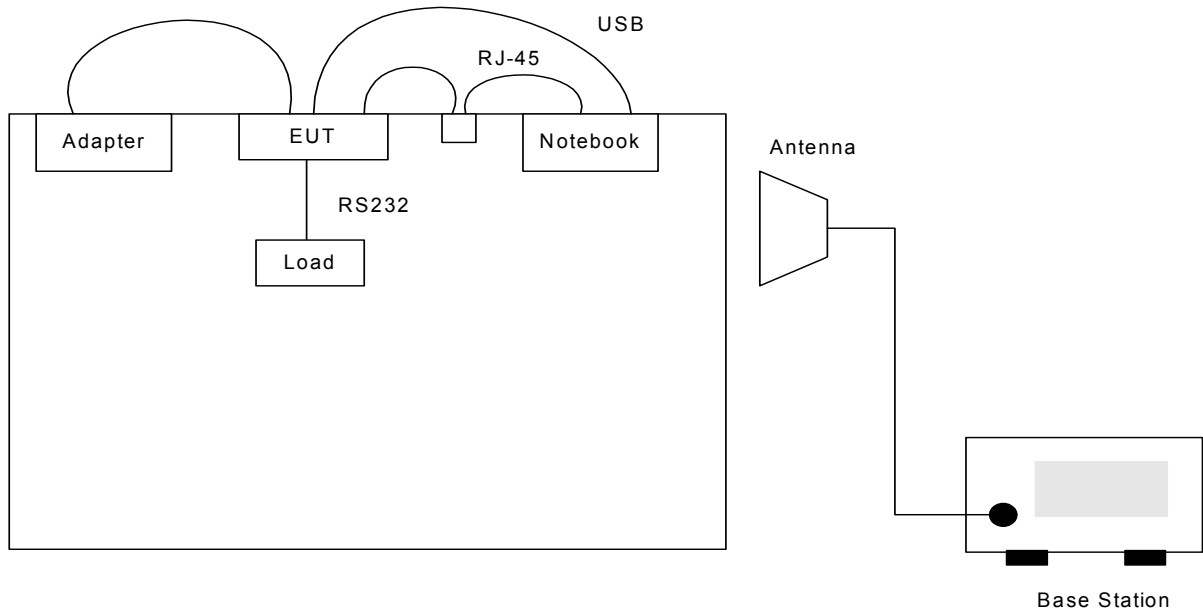 USB
RJ-45
Adapter
EUT
Notebook
Antenna
RS232
Load
Base Station